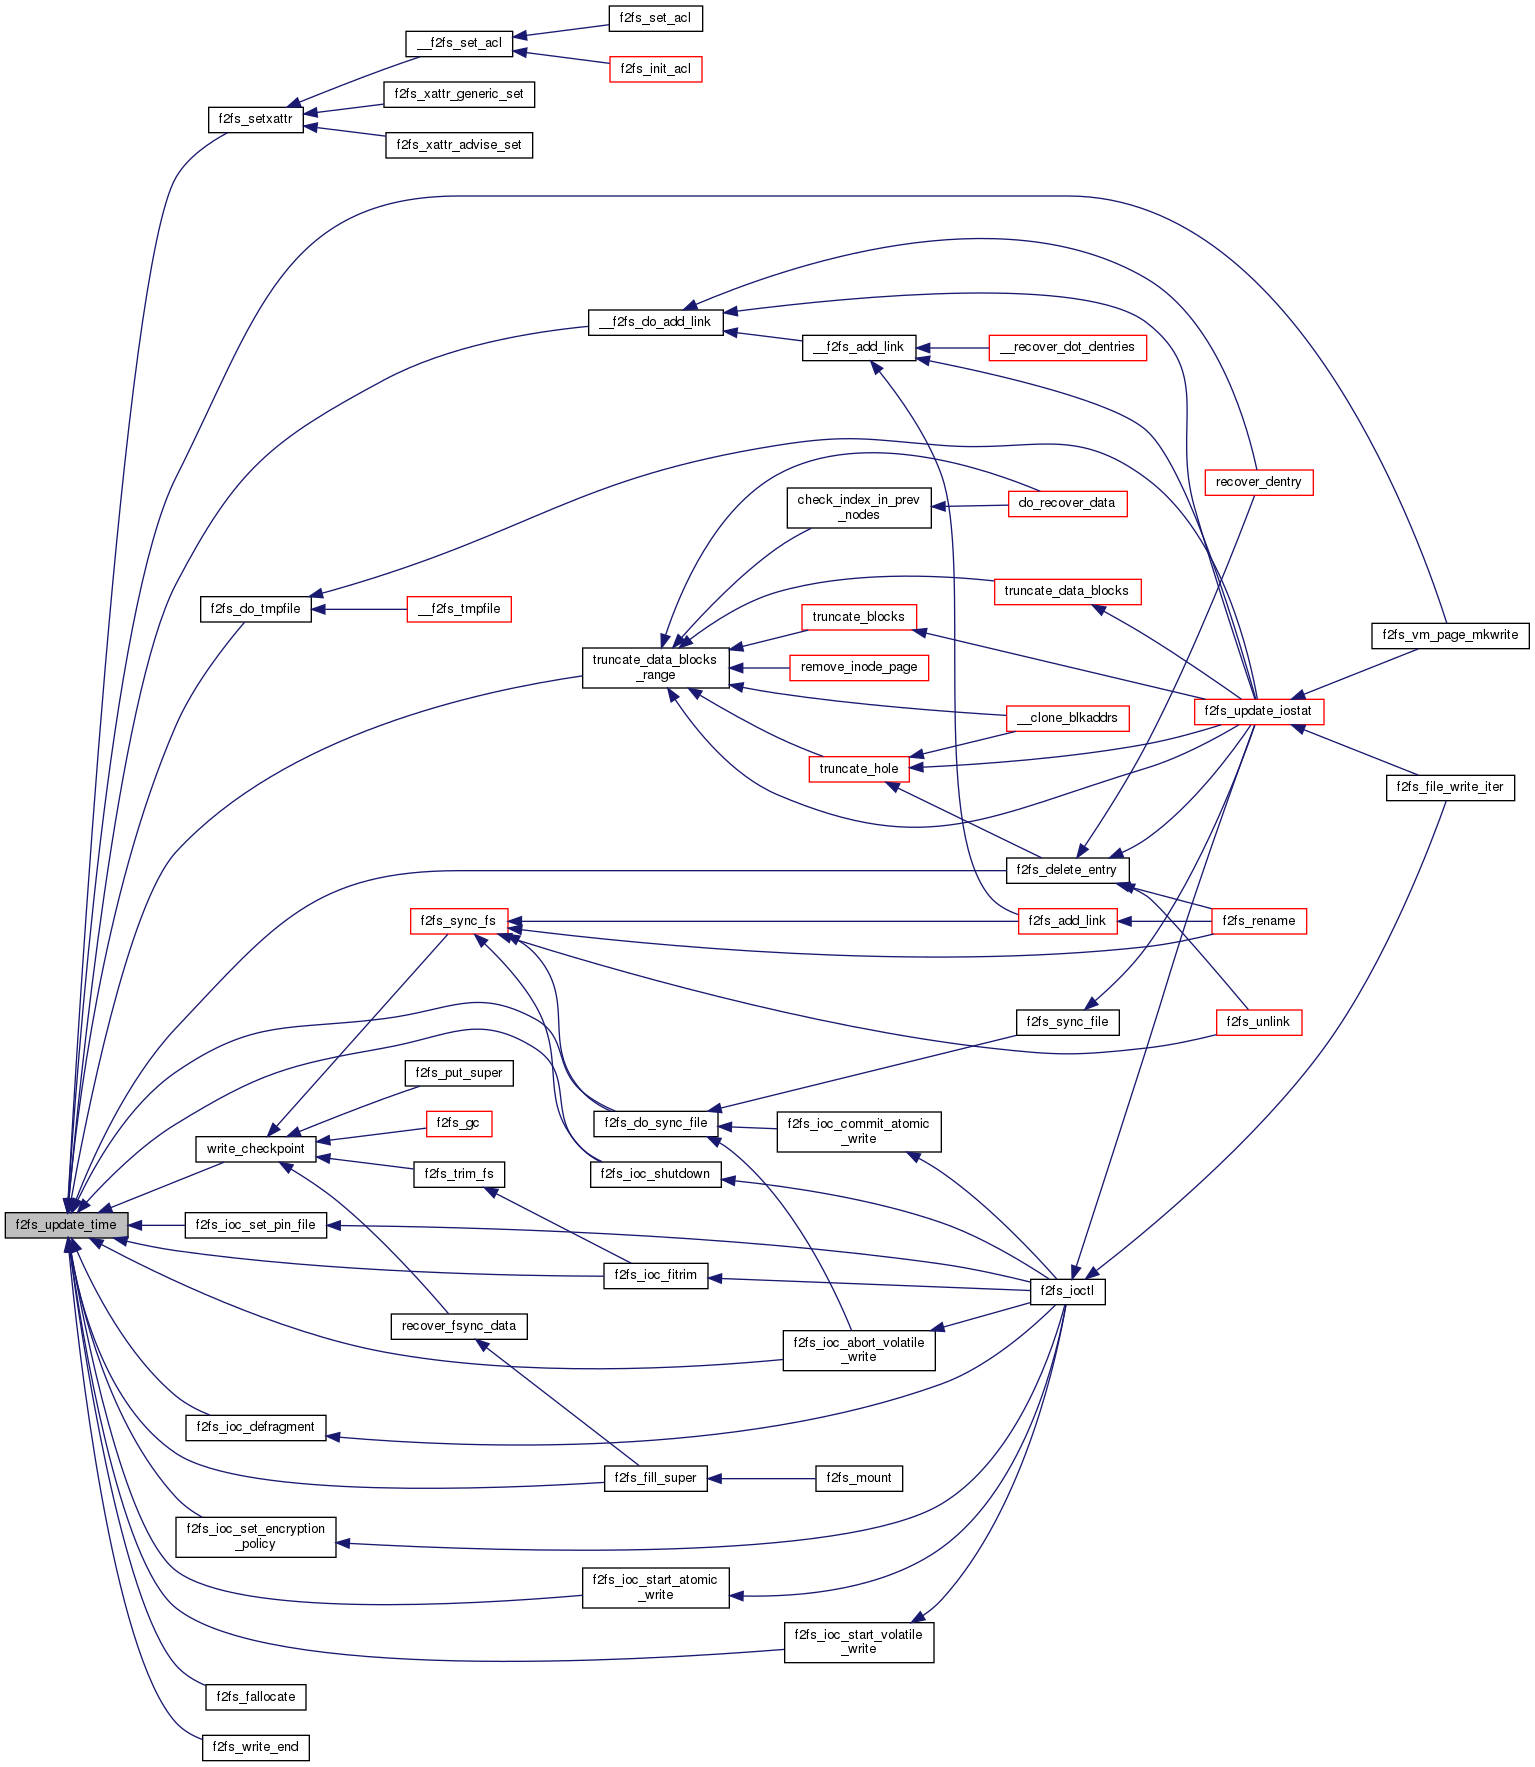 f2fs_set_acl
__f2fs_set_acl
f2fs_init_acl
f2fs_xattr_generic_set
f2fs_setxattr
f2fs_xattr_advise_set
__f2fs_do_add_link
__f2fs_add_link
__recover_dot_dentries
recover_dentry
check_index_in_prev
_nodes
do_recover_data
truncate_data_blocks
f2fs_do_tmpfile
__f2fs_tmpfile
truncate_blocks
f2fs_vm_page_mkwrite
truncate_data_blocks
_range
remove_inode_page
__clone_blkaddrs
f2fs_update_iostat
truncate_hole
f2fs_file_write_iter
f2fs_delete_entry
f2fs_sync_fs
f2fs_add_link
f2fs_rename
f2fs_sync_file
f2fs_unlink
f2fs_put_super
f2fs_gc
f2fs_do_sync_file
f2fs_ioc_commit_atomic
_write
write_checkpoint
f2fs_trim_fs
f2fs_ioc_shutdown
f2fs_update_time
f2fs_ioc_set_pin_file
f2fs_ioc_fitrim
f2fs_ioctl
recover_fsync_data
f2fs_ioc_abort_volatile
_write
f2fs_ioc_defragment
f2fs_fill_super
f2fs_mount
f2fs_ioc_set_encryption
_policy
f2fs_ioc_start_atomic
_write
f2fs_ioc_start_volatile
_write
f2fs_fallocate
f2fs_write_end